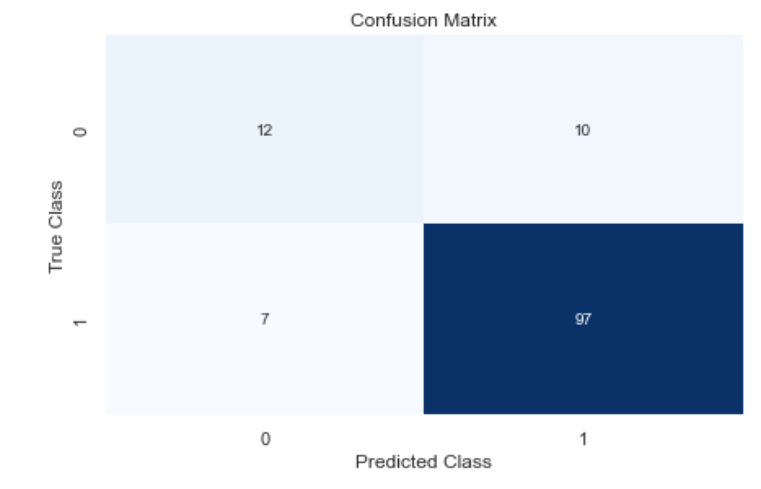 Confusion Matrix
True Class
0
12 10
1
7 97
0 1
Predicted Class